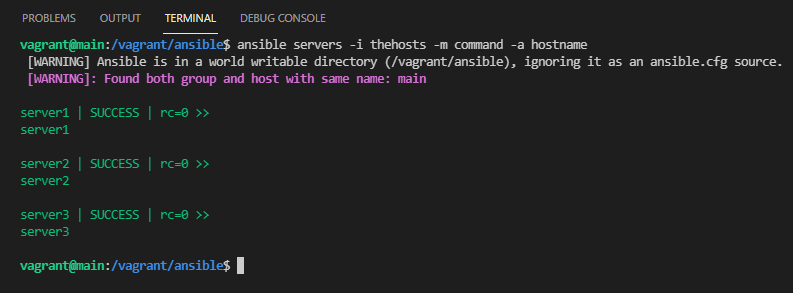 PROBLEMS OUTPUT TERMINAL DEBUG CONSOLE
vagrant@main:/vagrant/ansible$ ansible servers -i thehosts -m command -a hostname
[WARNING] Ansible is in a world writable directory (/vagrant/ansible), ignoring it as an ansible.cfg source.
[WARNING]: Found both group and host with same name: main
server1 | SUCCESS | rc=0 >>
server1
server2 | SUCCESS | rc=0 >>
server2
server3 | SUCCESS | rc=0 >>
server3
vagrant@main:/vagrant/ansible$